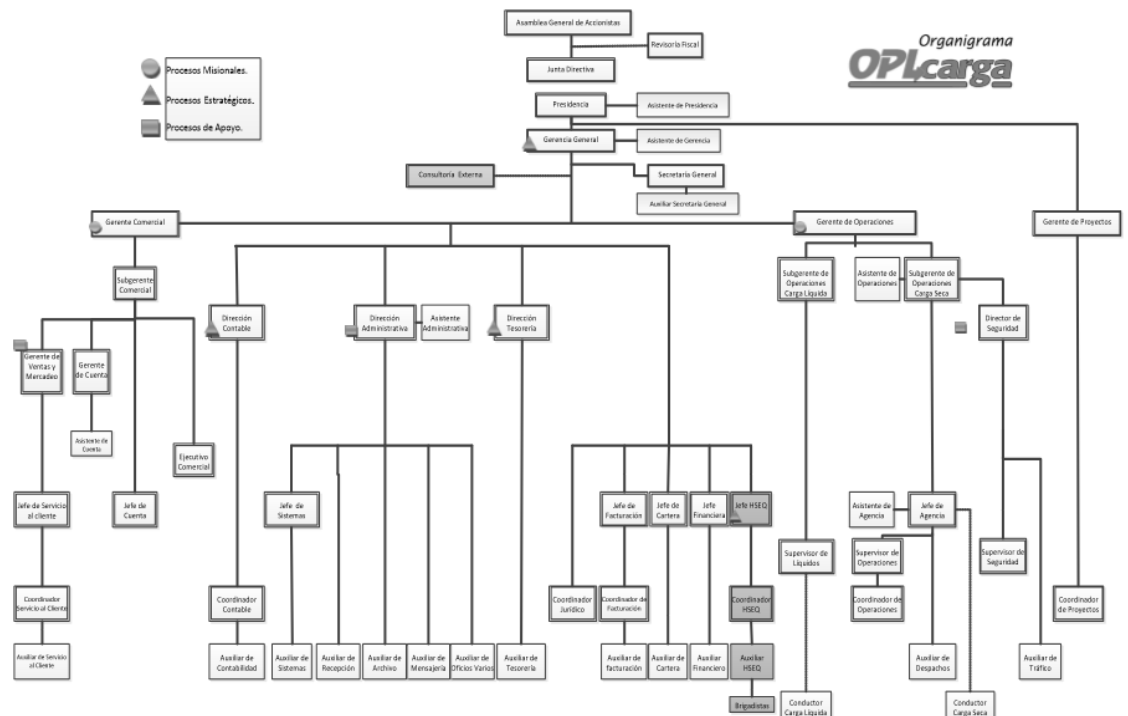 Asamblea General de Accionistas
Revisoría Fiscal
Junta Directiva
Organigrama
OPLcarga
Procesos Misionales.
Procesos Estratégicos.
Procesos de Apoyo.
Presidencia
Asistente de Presidencia
Gerencia General
Asistente de Gerencia
Consultoría Externa
Secretaría General
Auxiliar Secretaría General
Gerente Comercial
Gerente de Operaciones
Gerente de Proyectos
Subgerente
Comercial
Subgerente de
Operaciones
Carga Líquida
Asistente de
Operaciones
Subgerente de
Operaciones
Carga Seca
Dirección
Contable
Dirección
Administrativa
Asistente
Administrativa
Dirección
Tesorería
Director de
Seguridad
Gerente de
Ventas y
Mercadeo
Gerente
de Cuenta
Asistente de
Cuenta
Ejecutivo
Comercial
Jefe de Servicio
al cliente
Jefe de
Cuenta
Jefe de
Sistemas
Jefe de
Facturación
Jefe de
Cartera
Jefe
Financiera
Jefe HSEQ
Asistente de
Agencia
Jefe de
Agencia
Supervisor de
Líquidos
Supervisor de
Operaciones
Supervisor de
Seguridad
Coordinador
Servicio al Cliente
Coordinador
Contable
Coordinador
Jurídico
Coordinador de
Facturación
Coordinador
HSEQ
Coordinador de
Operaciones
Coordinador
de Proyectos
Auxiliar de Servicio
al Cliente
Auxiliar de
Contabilidad
Auxiliar de
Sistemas
Auxiliar de
Recepción
Auxiliar de
Archivo
Auxiliar de
Mensajería
Auxiliar de
Oficios Varios
Auxiliar de
Tesorería
Auxiliar de
facturación
Auxiliar de
Cartera
Auxiliar
Financiero
Auxiliar
HSEQ
Auxiliar de
Despachos
Auxiliar de
Tráfico
Brigadistas
Conductor
Carga Líquida
Conductor
Carga Seca